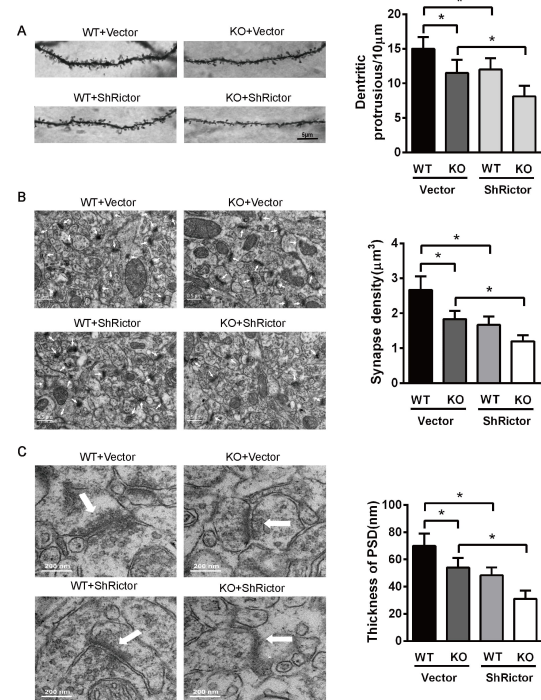 A
WT+Vector
KO+Vector
WT+ShRictor
KO+ShRictor
5μm
Dentritic
protrusious/10μm
20
15
10
5
0
*
*
*
WT KO WT KO
Vector ShRictor
B
WT+Vector
KO+Vector
WT+ShRictor
KO+ShRictor
Synapse density(μm³)
4
3
2
1
0
*
*
*
WT KO WT KO
Vector ShRictor
C
WT+Vector
KO+Vector
200 nm
200 nm
WT+ShRictor
KO+ShRictor
200 nm
200 nm
Thickness of PSD(nm)
100
80
60
40
20
0
*
*
*
WT KO WT KO
Vector ShRictor